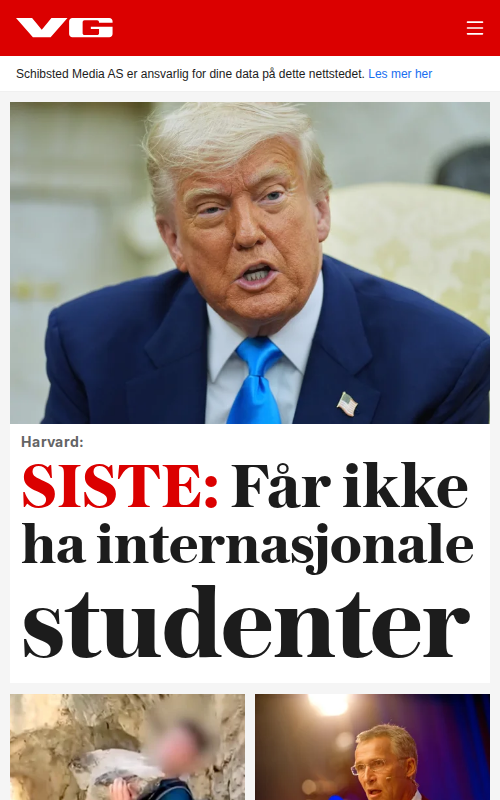 VG
Schibsted Media AS er ansvarlig for dine data på dette nettstedet. Les mer her
Harvard:
SISTE: Får ikke
ha internasjonale
studenter